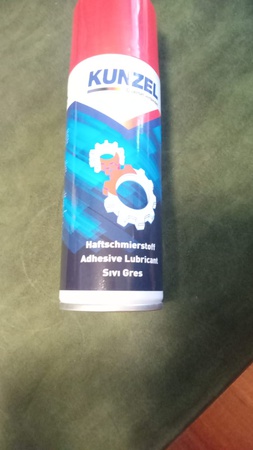 KUNZEL
Haftschmierstoff
Adhesive Lubricant
Sıvı Gres